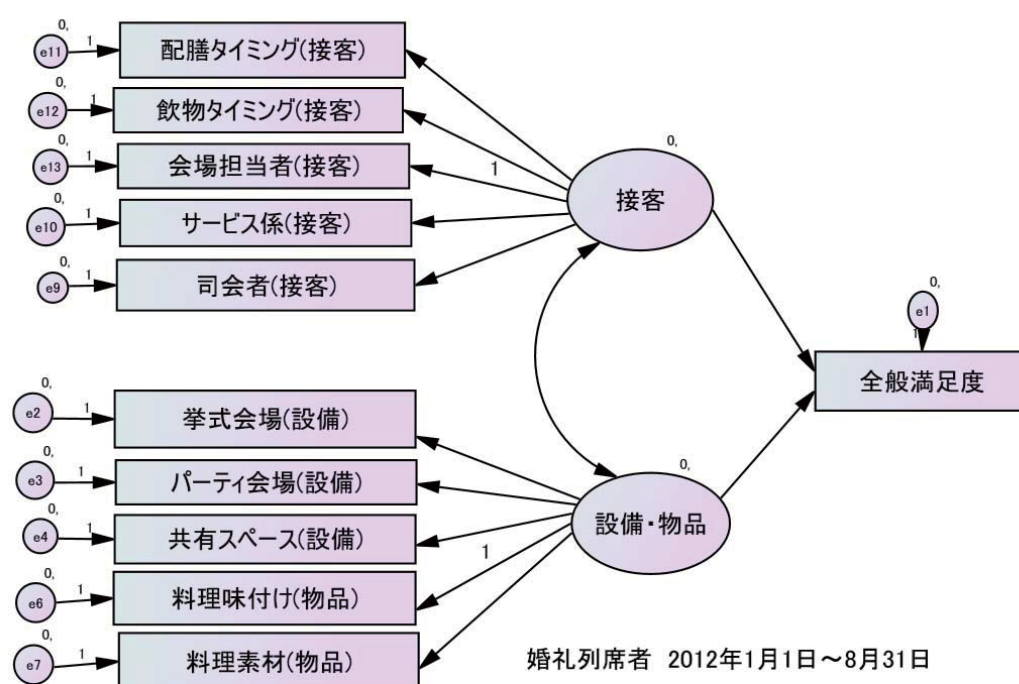 0,
e11
1
配膳タイミング(接客)
0,
e12
1
飲物タイミング(接客)
0,
e13
1
会場担当者(接客)
0,
e10
1
サービス係(接客)
0,
e9
1
司会者(接客)
1
0,
接客
0,
e1
1
全般満足度
0,
e2
1
挙式会場(設備)
0,
e3
1
パーティ会場(設備)
0,
e4
1
共有スペース(設備)
0,
e6
1
料理味付け(物品)
0,
e7
1
料理素材(物品)
1
0,
設備・物品
婚礼列席者 2012年1月1日～8月31日